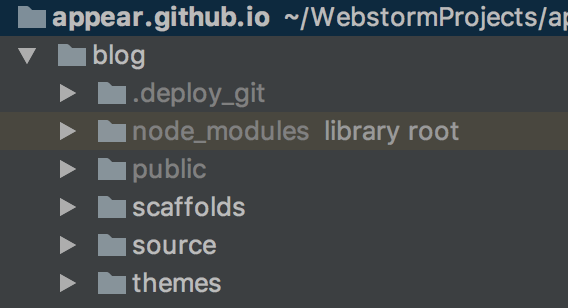 appear.github.io ~/WebstormProjects/ap
blog
.deploy_git
node_modules library root
public
scaffolds
source
themes